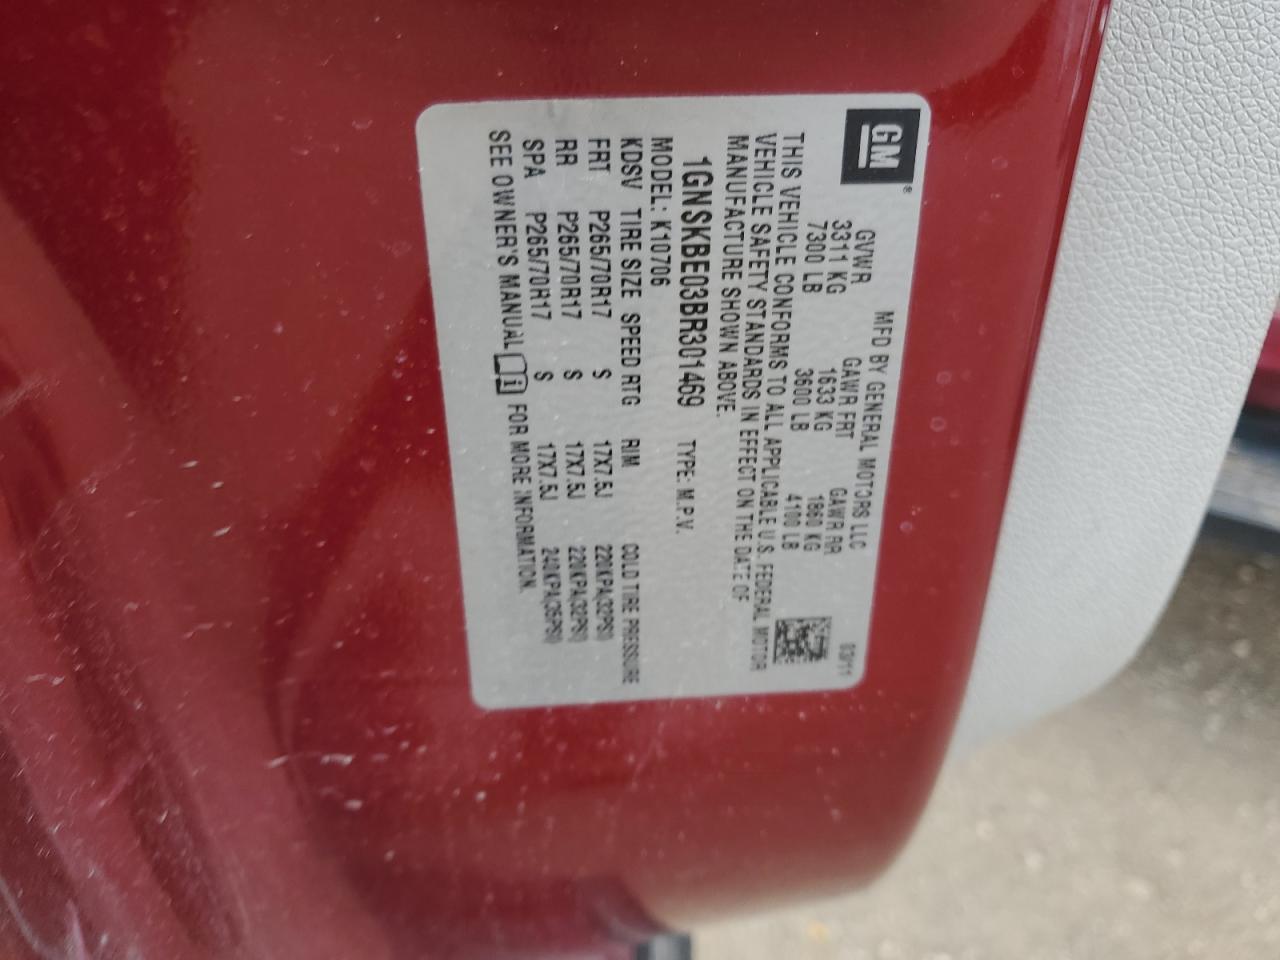 GM®
MFD BY GENERAL MOTORS LLC 03/11
GVWR GAWR FRT GAWR RR
3311 KG 1633 KG 1860 KG
7300 LB 3600 LB 4100 LB
THIS VEHICLE CONFORMS TO ALL APPLICABLE U.S. FEDERAL MOTOR
VEHICLE SAFETY STANDARDS IN EFFECT ON THE DATE OF
MANUFACTURE SHOWN ABOVE.
1GNSKBE03BR301469 TYPE: M.P.V.
MODEL: K10706
KDSV TIRE SIZE SPEED RTG RIM COLD TIRE PRESSURE
FRT P265/70R17 S 17X7.5J 220KPA(32PSI)
RR P265/70R17 S 17X7.5J 220KPA(32PSI)
SPA P265/70R17 S 17X7.5J 240KPA(35PSI)
SEE OWNER'S MANUAL FOR MORE INFORMATION.